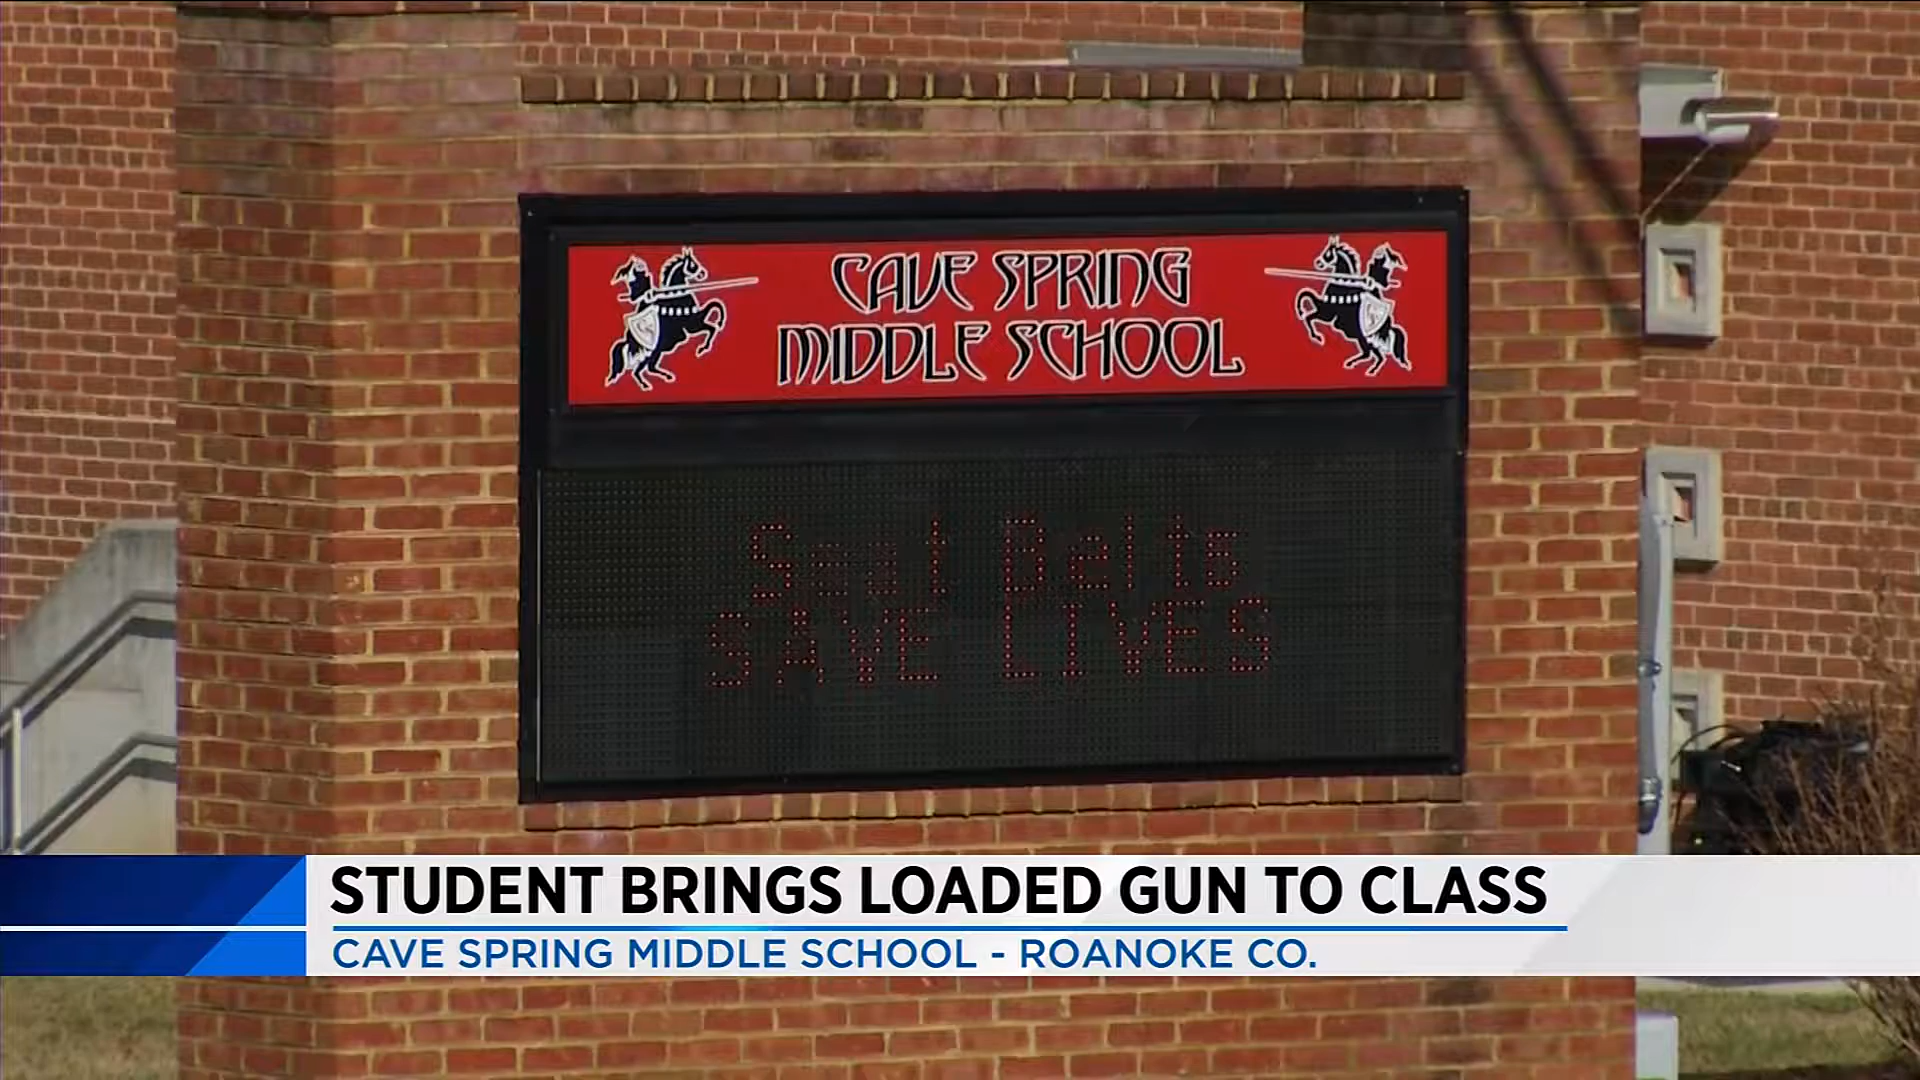 CAVE SPRING
MIDDLE SCHOOL
Seat Belts
SAVE LIVES
STUDENT BRINGS LOADED GUN TO CLASS
CAVE SPRING MIDDLE SCHOOL - ROANOKE CO.